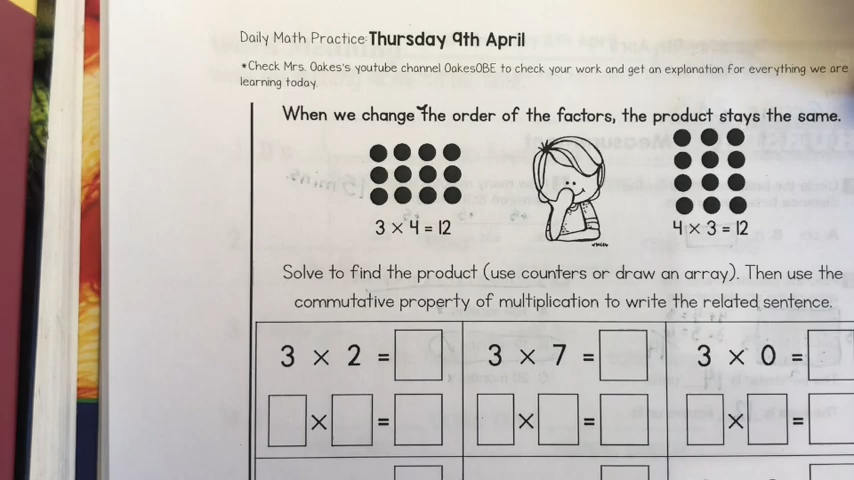 Daily Math Practice: Thursday 9th April
*Check Mrs. Oakes's youtube channel OakesOBE to check your work and get an explanation for everything we are
learning today.
When we change the order of the factors, the product stays the same.
3 × 4 = 12
4 × 3 = 12
Solve to find the product (use counters or draw an array). Then use the
commutative property of multiplication to write the related sentence.
3 × 2 =
3 × 7 =
3 × 0 =
× =
× =
× =